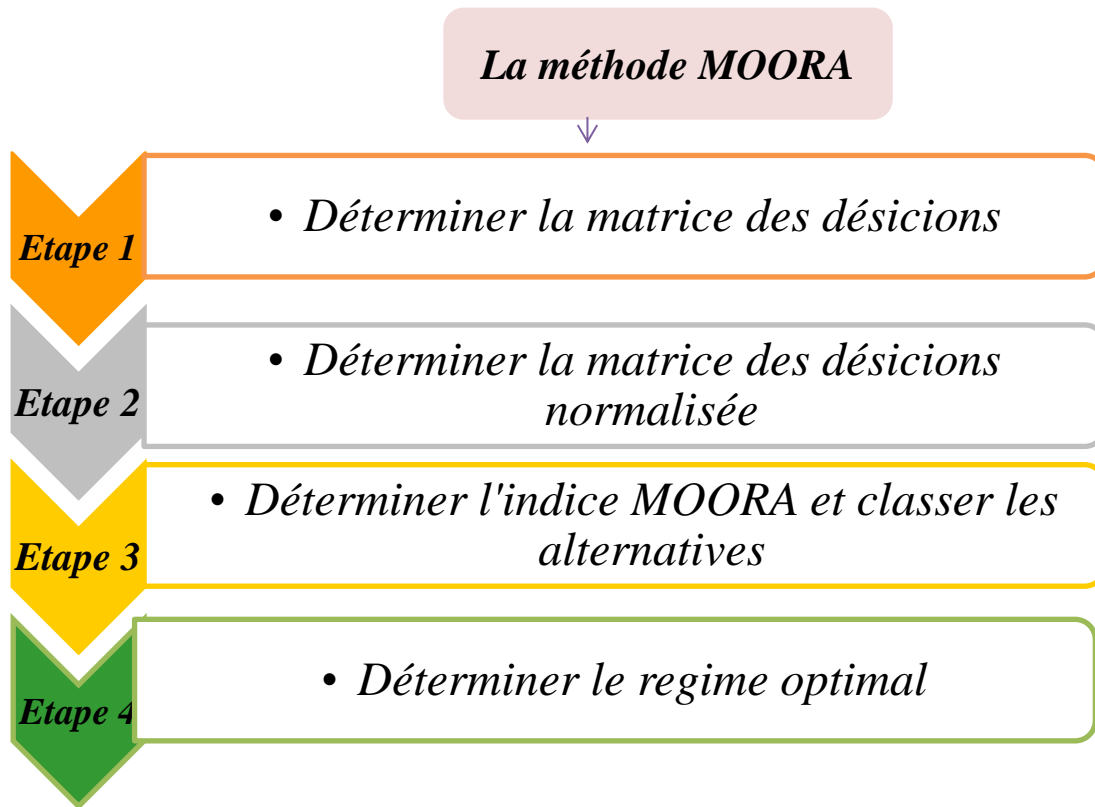 La méthode MOORA
Etape 1
• Déterminer la matrice des désicions
Etape 2
• Déterminer la matrice des désicions
normalisée
Etape 3
• Déterminer l'indice MOORA et classer les
alternatives
Etape 4
• Déterminer le regime optimal